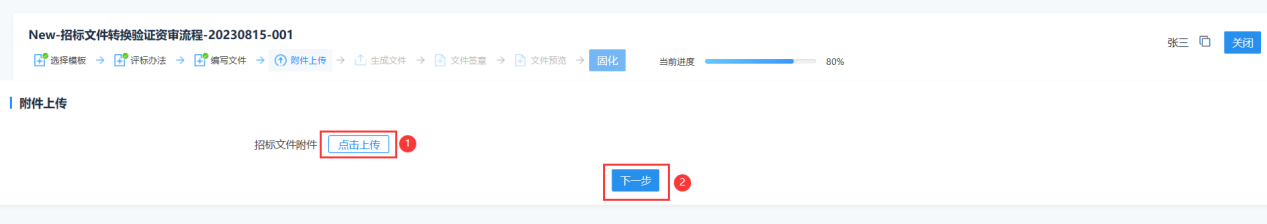 New-招标文件转换验证资审流程-20230815-001
张三 关闭
选择模板 → 评标办法 → 编写文件 → 附件上传 → 生成文件 → 文件签章 → 文件预览 → 固化 当前进度 80%
附件上传
招标文件附件 点击上传 1
下一步 2